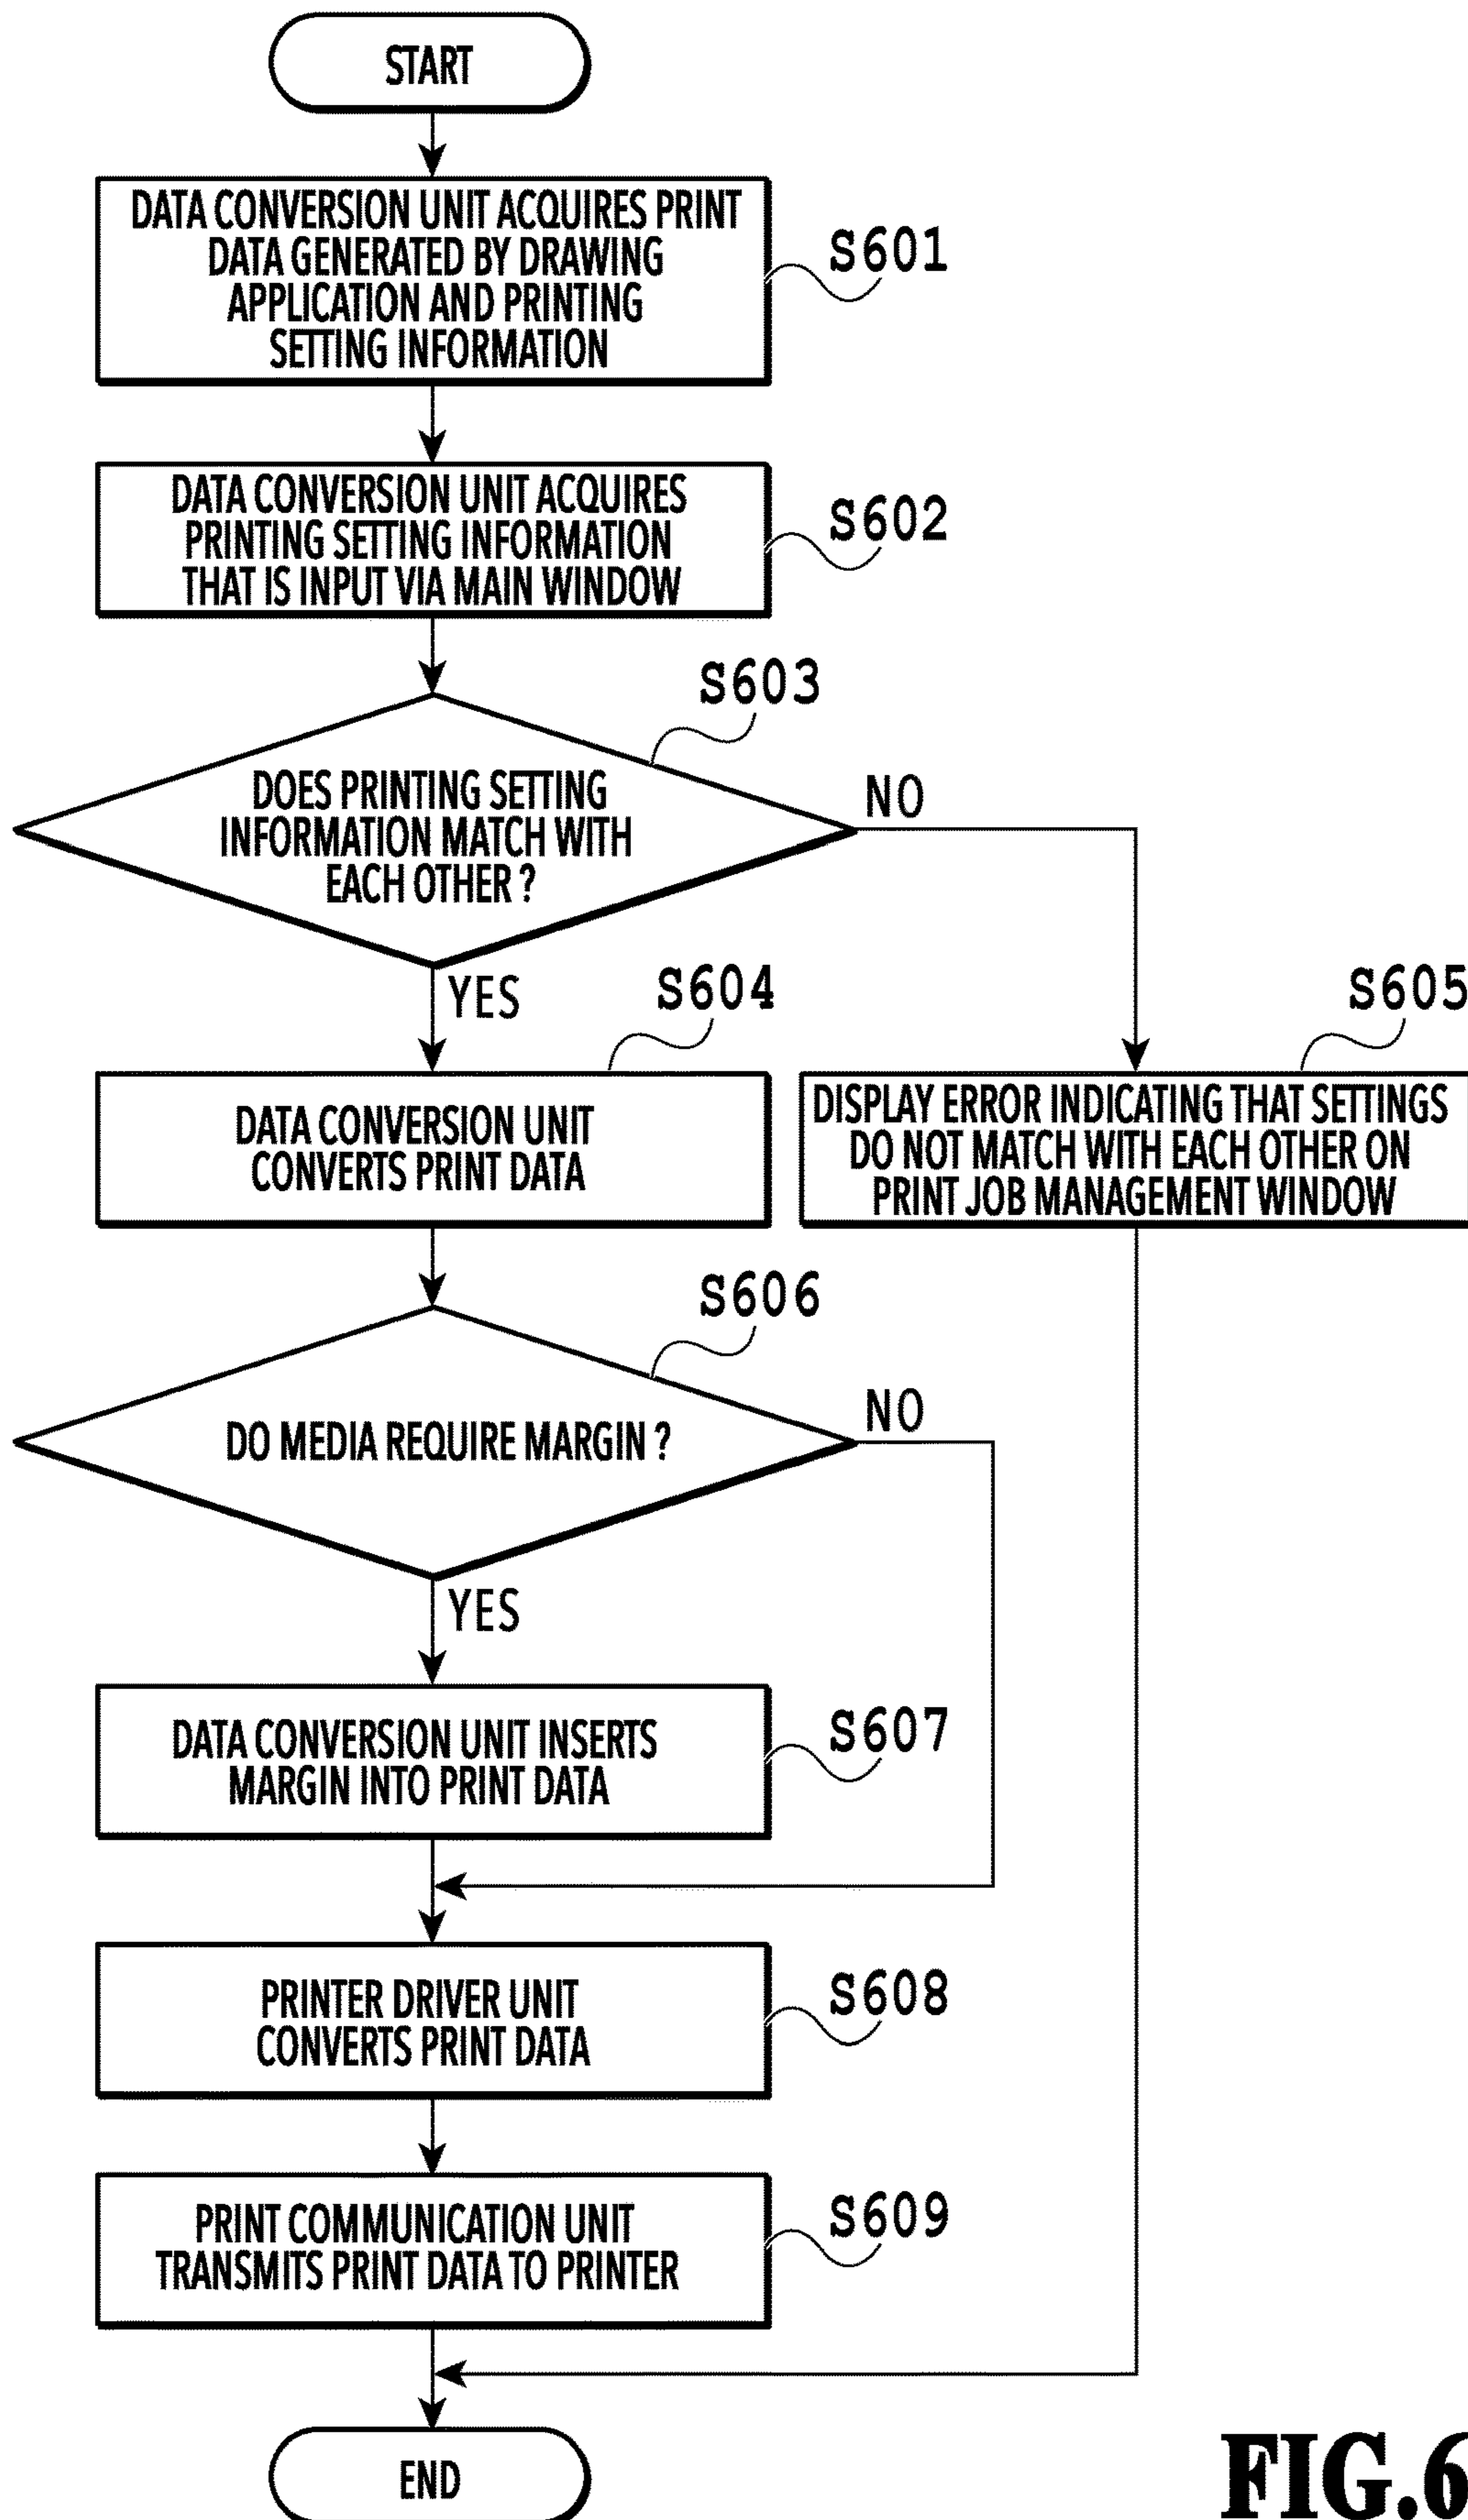 START
DATA CONVERSION UNIT ACQUIRES PRINT
DATA GENERATED BY DRAWING
APPLICATION AND PRINTING
SETTING INFORMATION
S601
DATA CONVERSION UNIT ACQUIRES
PRINTING SETTING INFORMATION
THAT IS INPUT VIA MAIN WINDOW
S602
S603
DOES PRINTING SETTING
INFORMATION MATCH WITH
EACH OTHER ?
NO
YES
S604
DATA CONVERSION UNIT
CONVERTS PRINT DATA
S605
DISPLAY ERROR INDICATING THAT SETTINGS
DO NOT MATCH WITH EACH OTHER ON
PRINT JOB MANAGEMENT WINDOW
S606
DO MEDIA REQUIRE MARGIN ?
NO
YES
DATA CONVERSION UNIT INSERTS
MARGIN INTO PRINT DATA
S607
PRINTER DRIVER UNIT
CONVERTS PRINT DATA
S608
PRINT COMMUNICATION UNIT
TRANSMITS PRINT DATA TO PRINTER
S609
END
FIG.6